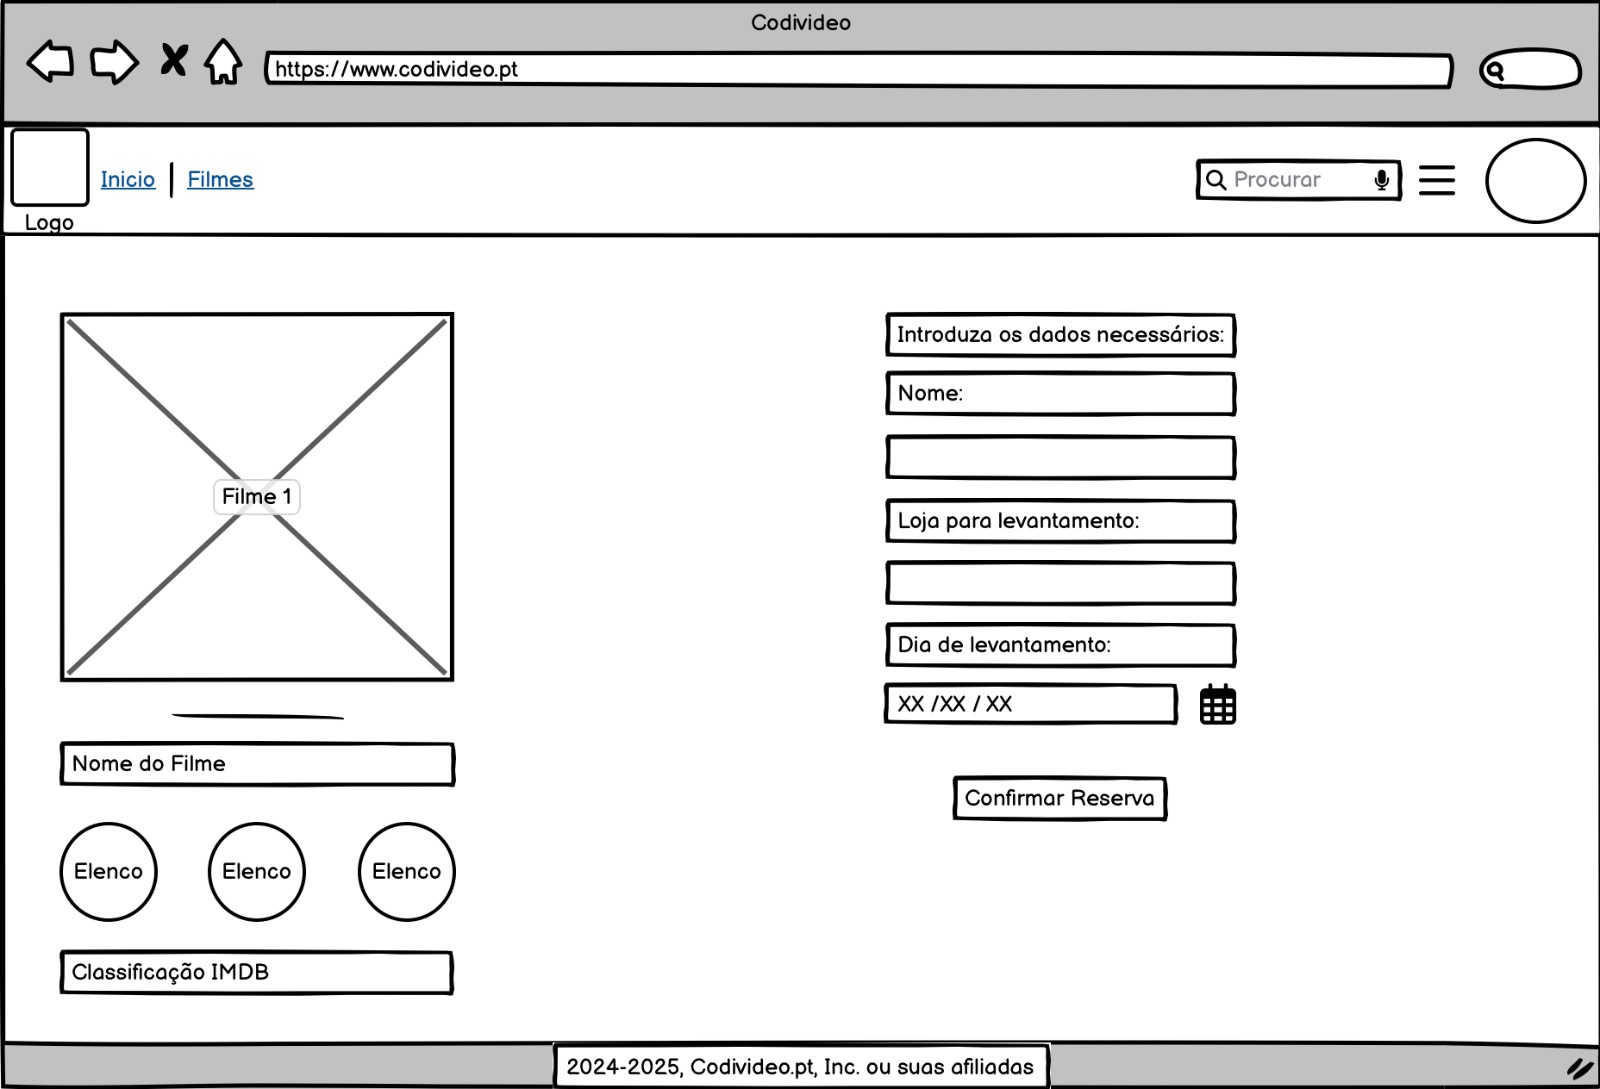 Codivideo
https://www.codivideo.pt
Logo
Inicio
Filmes
Procurar
Filme 1
Nome do Filme
Elenco
Elenco
Elenco
Classificação IMDB
Introduza os dados necessários:
Nome:
Loja para levantamento:
Dia de levantamento:
XX /XX / XX
Confirmar Reserva
2024-2025, Codivideo.pt, Inc. ou suas afiliadas